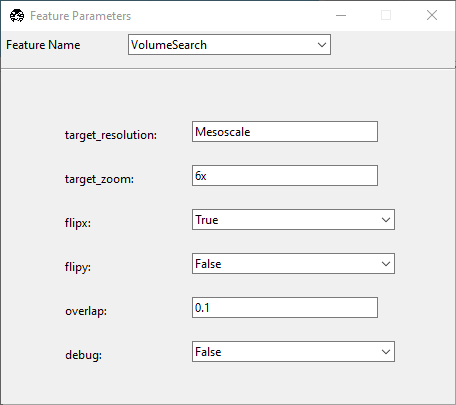 Feature Parameters
Feature Name VolumeSearch
target_resolution: Mesoscale
target_zoom: 6x
flipx: True
flipy: False
overlap: 0.1
debug: False